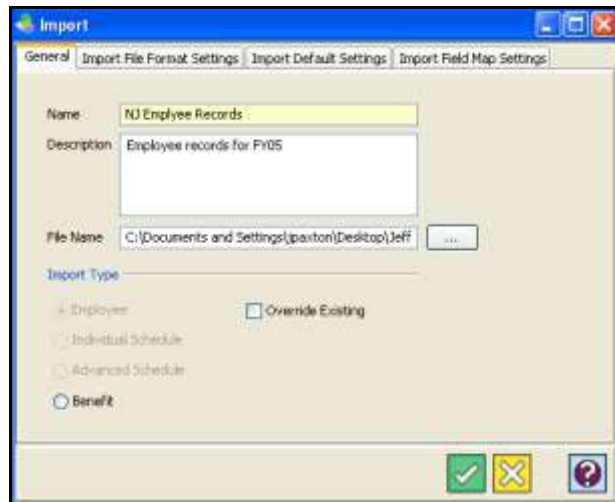 Import
General Import File Format Settings Import Default Settings Import Field Map Settings
Name NJ Emplyee Records
Description Employee records for FY05
File Name C:\Documents and Settings\jpaxton\Desktop\Jeff ...
Import Type
Employee Override Existing
Individual Schedule
Advanced Schedule
Benefit